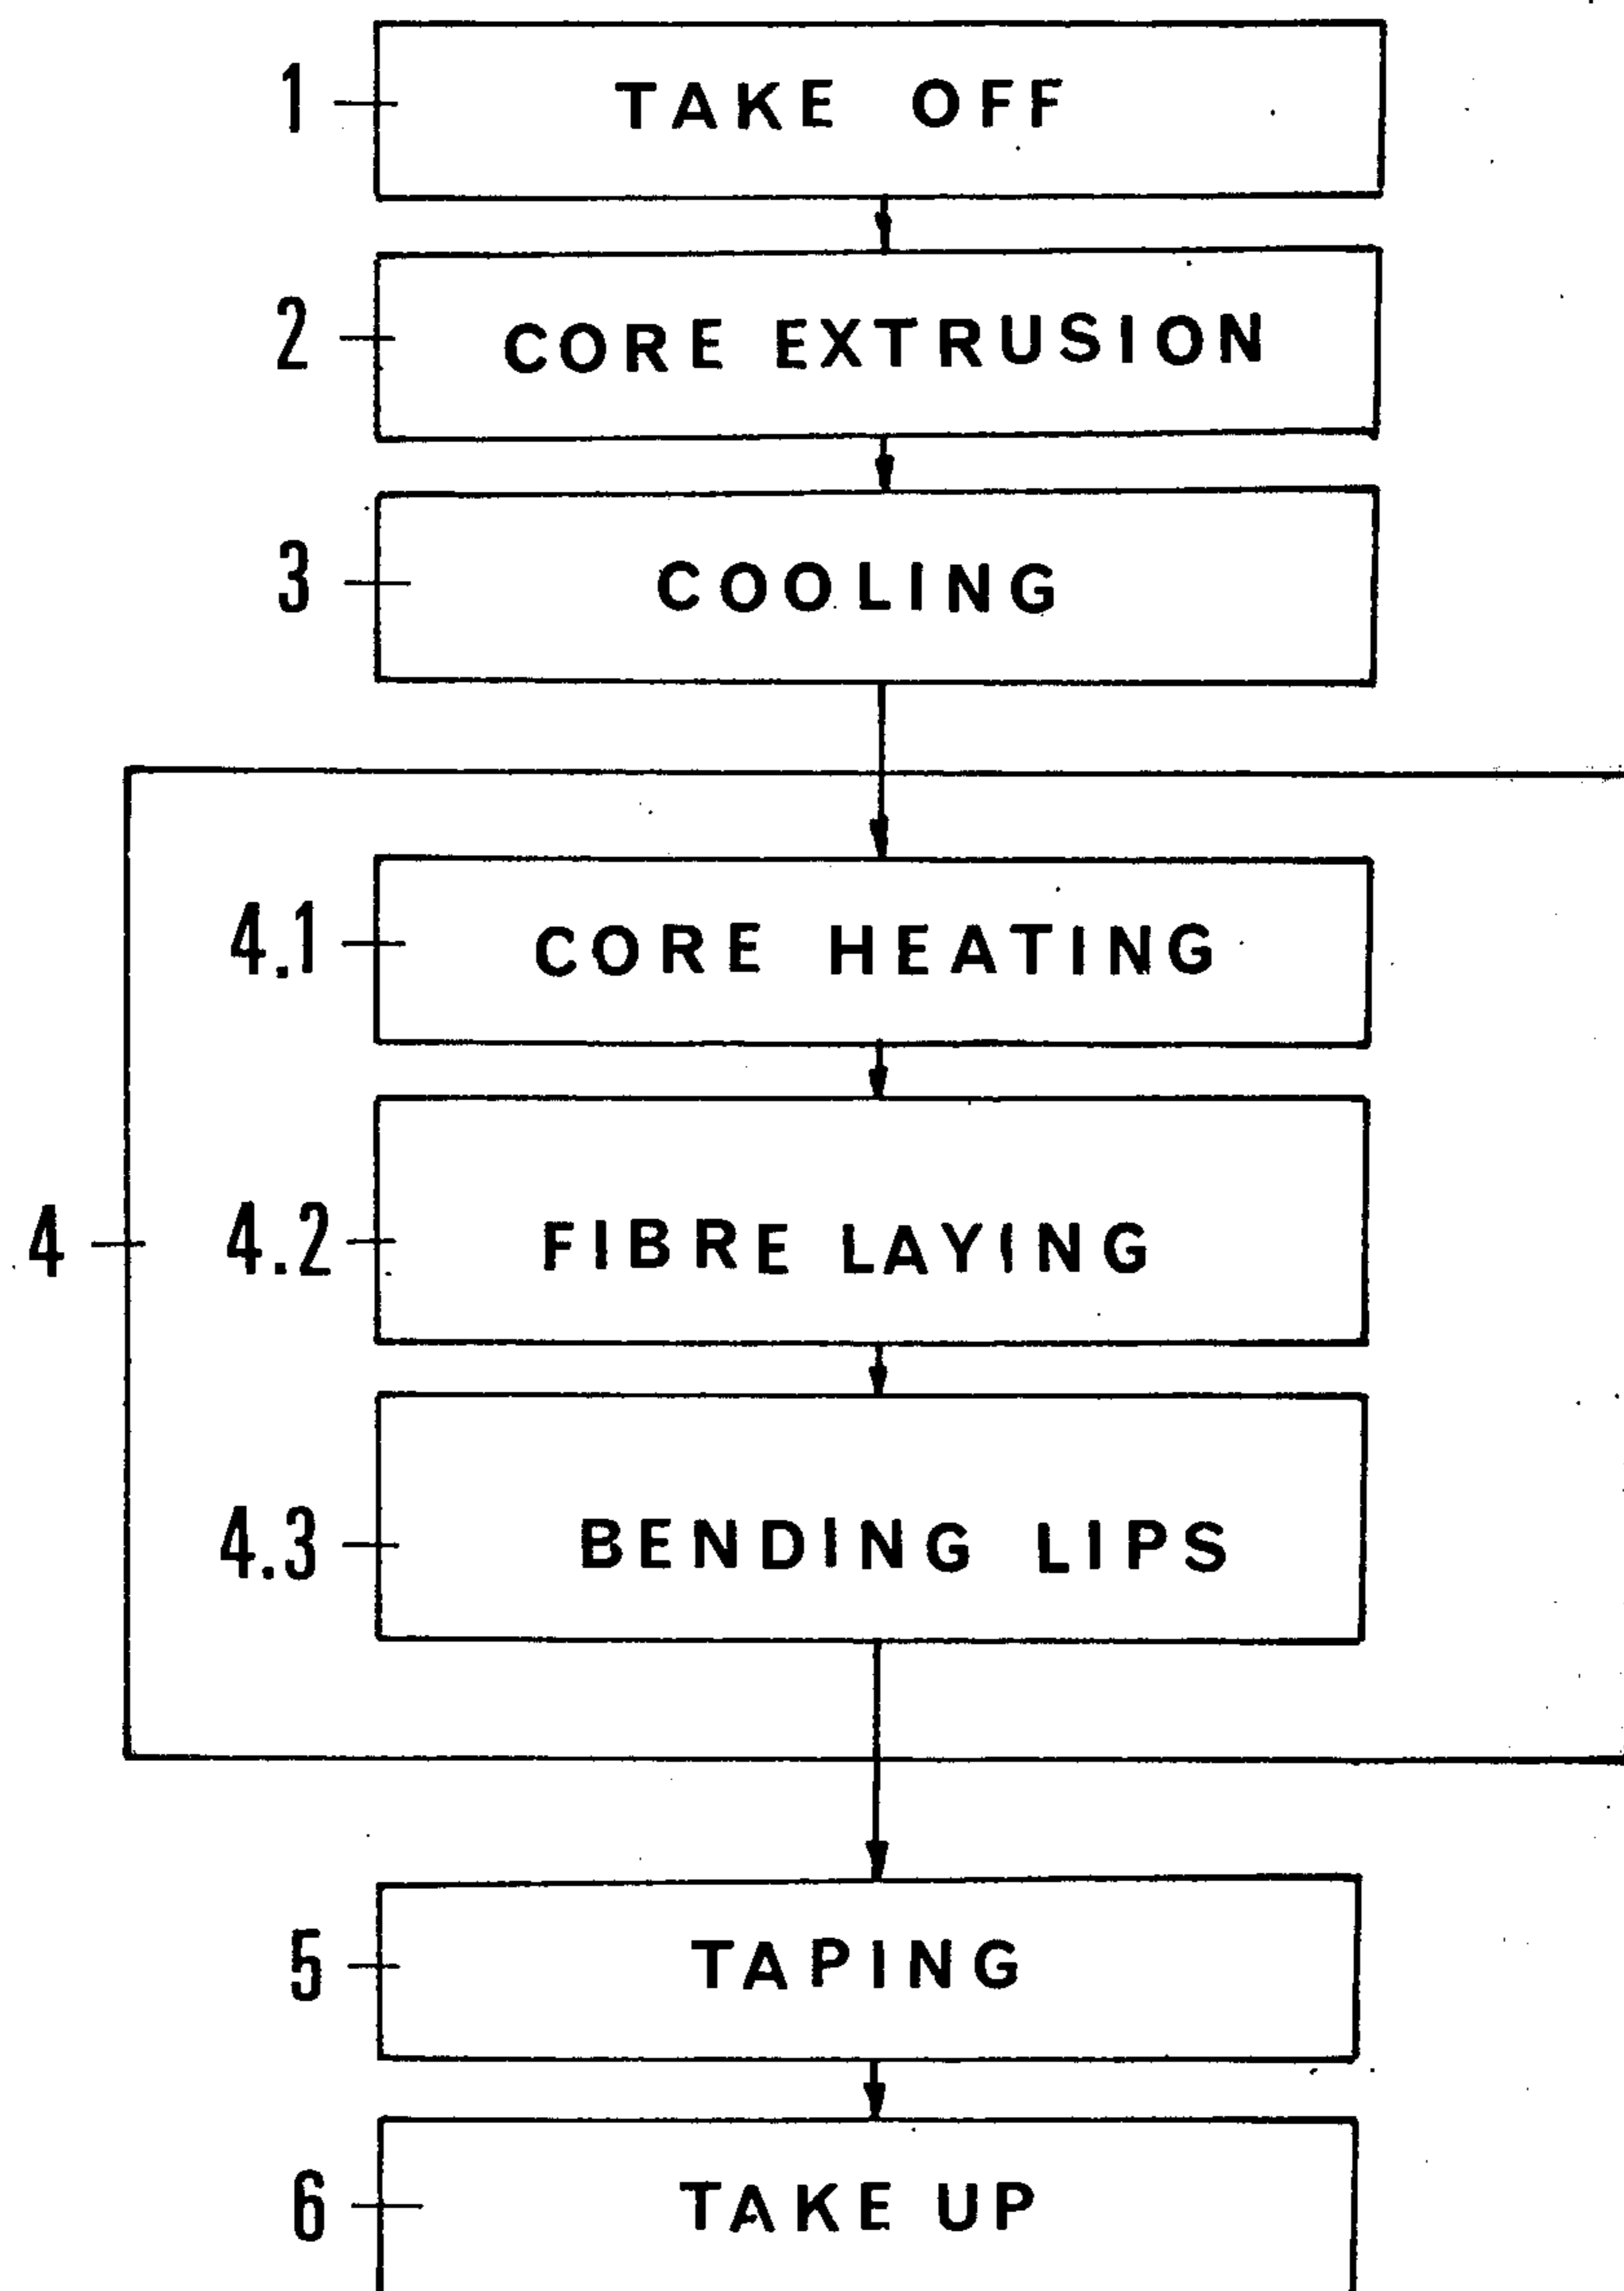 1 TAKE OFF
2 CORE EXTRUSION
3 COOLING
4.1 CORE HEATING
4 4.2 FIBRE LAYING
4.3 BENDING LIPS
5 TAPING
6 TAKE UP